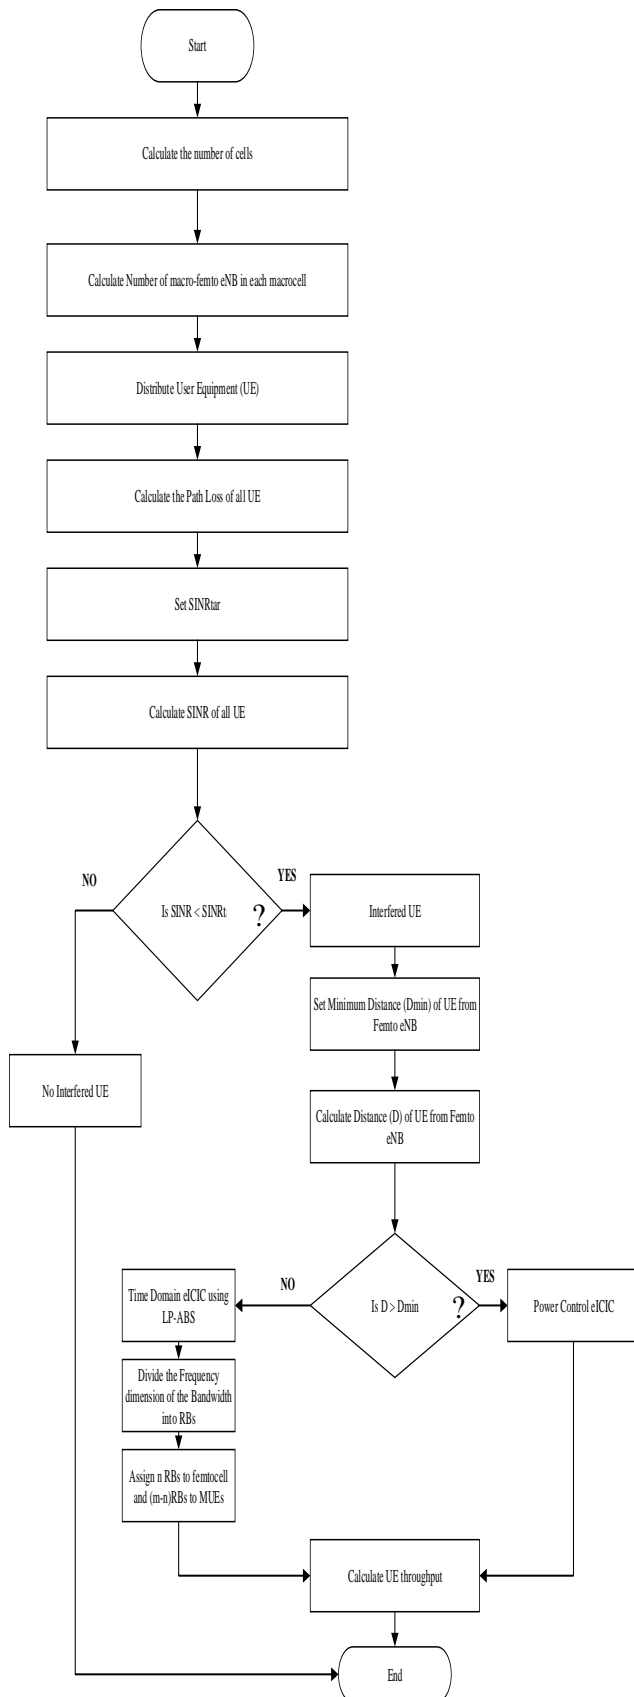 Start
Calculate the number of cells
Calculate Number of macro-femto eNB in each macrocell
Distribute User Equipment (UE)
Calculate the Path Loss of all UE
Set SINRtar
Calculate SINR of all UE
NO
YES
Is SINR < SINRt
?
Interfered UE
Set Minimum Distance (Dmin) of UE from
Femto eNB
No Interfered UE
Calculate Distance (D) of UE from Femto
eNB
NO
YES
Time Domain eICIC using
LP-ABS
Is D > Dmin
?
Power Control eICIC
Divide the Frequency
dimension of the Bandwidth
into RBs
Assign n RBs to femtocell
and (m-n)RBs to MUEs
Calculate UE throughput
End